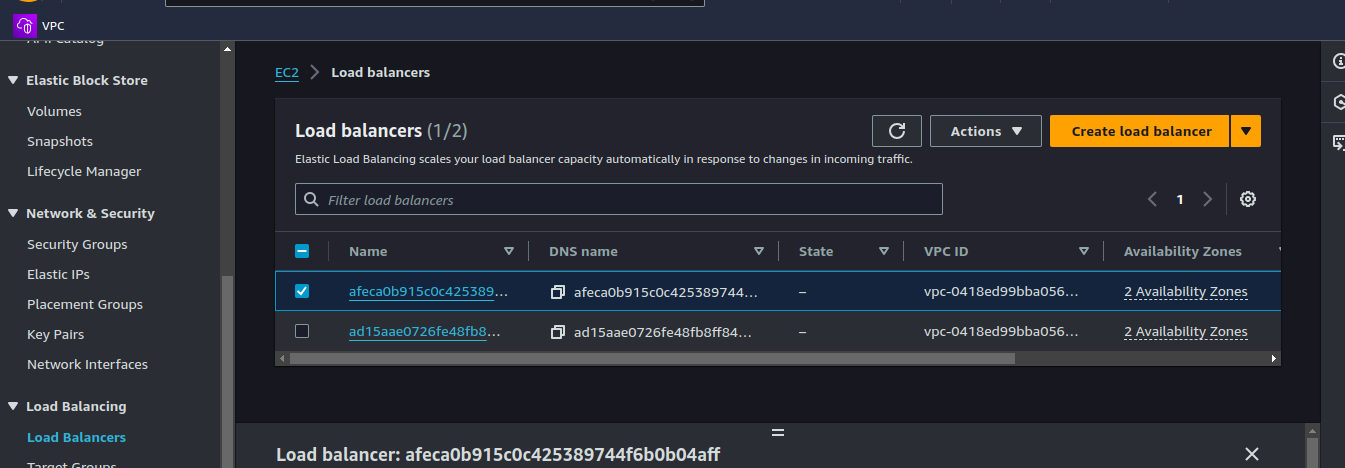 VPC
Elastic Block Store
Volumes
Snapshots
Lifecycle Manager
Network & Security
Security Groups
Elastic IPs
Placement Groups
Key Pairs
Network Interfaces
Load Balancing
Load Balancers
Target Groups
EC2 > Load balancers
Load balancers (1/2)
Actions
Create load balancer
Elastic Load Balancing scales your load balancer capacity automatically in response to changes in incoming traffic.
Filter load balancers
1
Name DNS name State VPC ID Availability Zones
afeca0b915c0c425389... afeca0b915c0c425389744... – vpc-0418ed99bba056... 2 Availability Zones
ad15aae0726fe48fb8... ad15aae0726fe48fb8ff84... – vpc-0418ed99bba056... 2 Availability Zones
Load balancer: afeca0b915c0c425389744f6b0b04aff